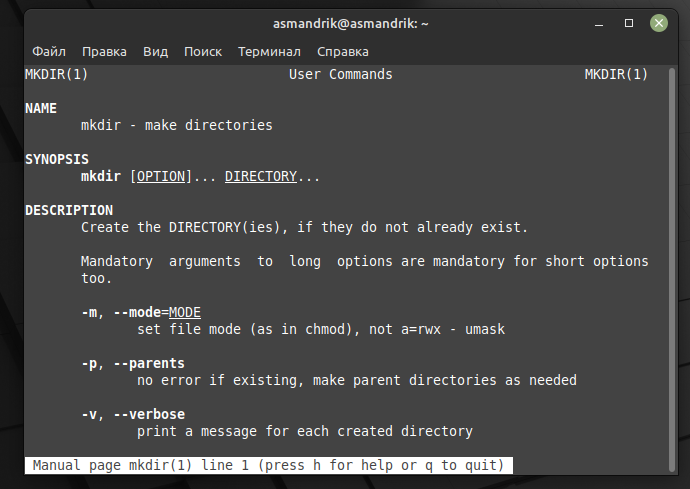 asmandrik@asmandrik: ~
Файл Правка Вид Поиск Терминал Справка
MKDIR(1) User Commands MKDIR(1)
NAME
mkdir - make directories
SYNOPSIS
mkdir [OPTION]... DIRECTORY...
DESCRIPTION
Create the DIRECTORY(ies), if they do not already exist.
Mandatory arguments to long options are mandatory for short options
too.
-m, --mode=MODE
set file mode (as in chmod), not a=rwx - umask
-p, --parents
no error if existing, make parent directories as needed
-v, --verbose
print a message for each created directory
Manual page mkdir(1) line 1 (press h for help or q to quit)